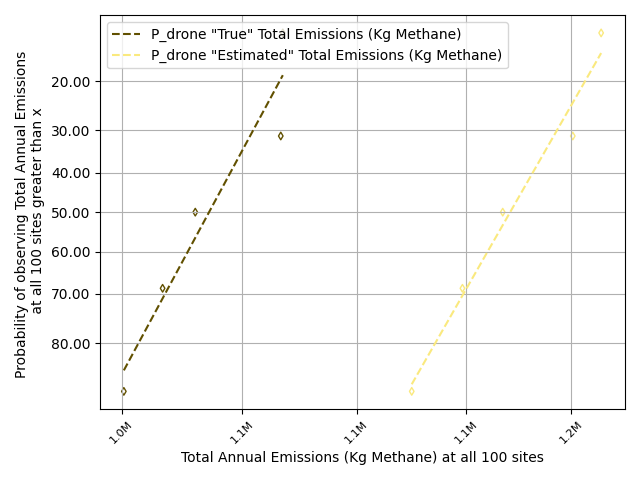 P_drone "True" Total Emissions (Kg Methane)
P_drone "Estimated" Total Emissions (Kg Methane)
Probability of observing Total Annual Emissions
at all 100 sites greater than x
20.00
30.00
40.00
50.00
60.00
70.00
80.00
1.0M
1.1M
1.1M
1.1M
1.2M
Total Annual Emissions (Kg Methane) at all 100 sites